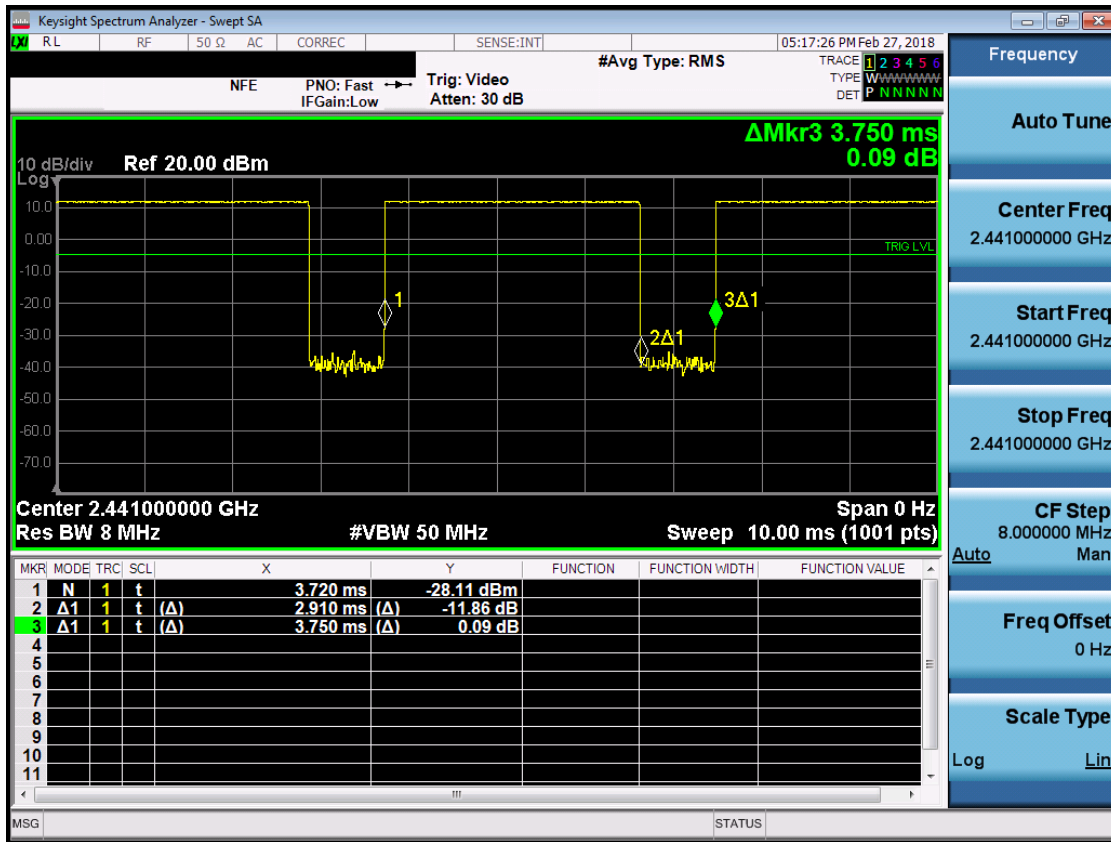 Keysight Spectrum Analyzer - Swept SA
LXI RL RF 50 Ω AC CORREC SENSE:INT 05:17:26 PM Feb 27, 2018
#Avg Type: RMS TRACE 1 2 3 4 5 6
NFE PNO: Fast Trig: Video TYPE WWWWWW
IFGain:Low Atten: 30 dB DET P N N N N N
ΔMkr3 3.750 ms
10 dB/div Ref 20.00 dBm 0.09 dB
Log
10.0
0.00
TRIG LVL
-10.0
-20.0
1 3Δ1
-30.0
2Δ1
-40.0
-50.0
-60.0
-70.0
Center 2.441000000 GHz Span 0 Hz
Res BW 8 MHz #VBW 50 MHz Sweep 10.00 ms (1001 pts)
MKR MODE TRC SCL X Y FUNCTION FUNCTION WIDTH FUNCTION VALUE
1 N 1 t 3.720 ms -28.11 dBm
2 Δ1 1 t (Δ) 2.910 ms (Δ) -11.86 dB
3 Δ1 1 t (Δ) 3.750 ms (Δ) 0.09 dB
4
5
6
7
8
9
10
11
MSG STATUS
Frequency
Auto Tune
Center Freq
2.441000000 GHz
Start Freq
2.441000000 GHz
Stop Freq
2.441000000 GHz
CF Step
8.000000 MHz
Auto Man
Freq Offset
0 Hz
Scale Type
Log Lin